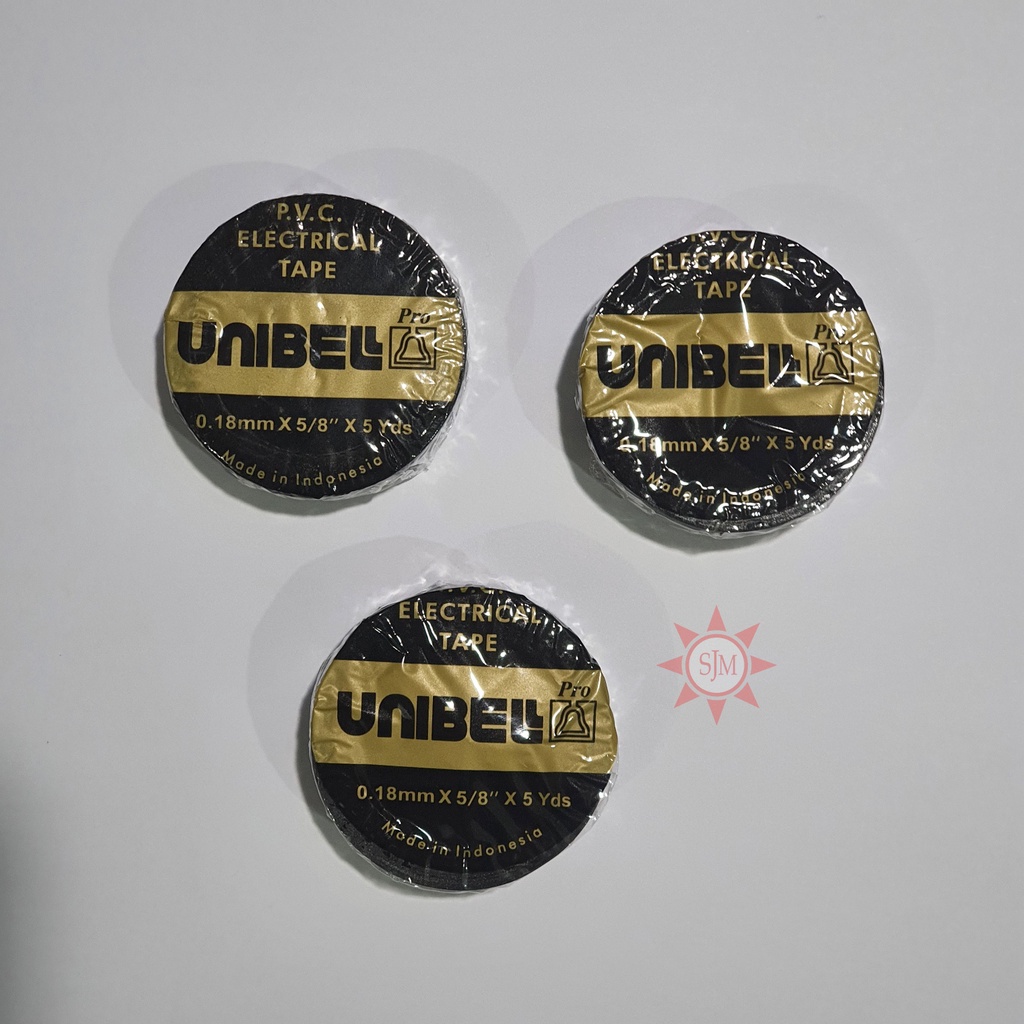 P.V.C.
ELECTRICAL
TAPE
Pro
UNIBELL
0.18mm X 5/8" X 5 Yds
Made in Indonesia
P.V.C.
ELECTRICAL
TAPE
Pro
UNIBELL
0.18mm X 5/8" X 5 Yds
Made in Indonesia
P.V.C.
ELECTRICAL
TAPE
Pro
UNIBELL
0.18mm X 5/8" X 5 Yds
Made in Indonesia
SJM